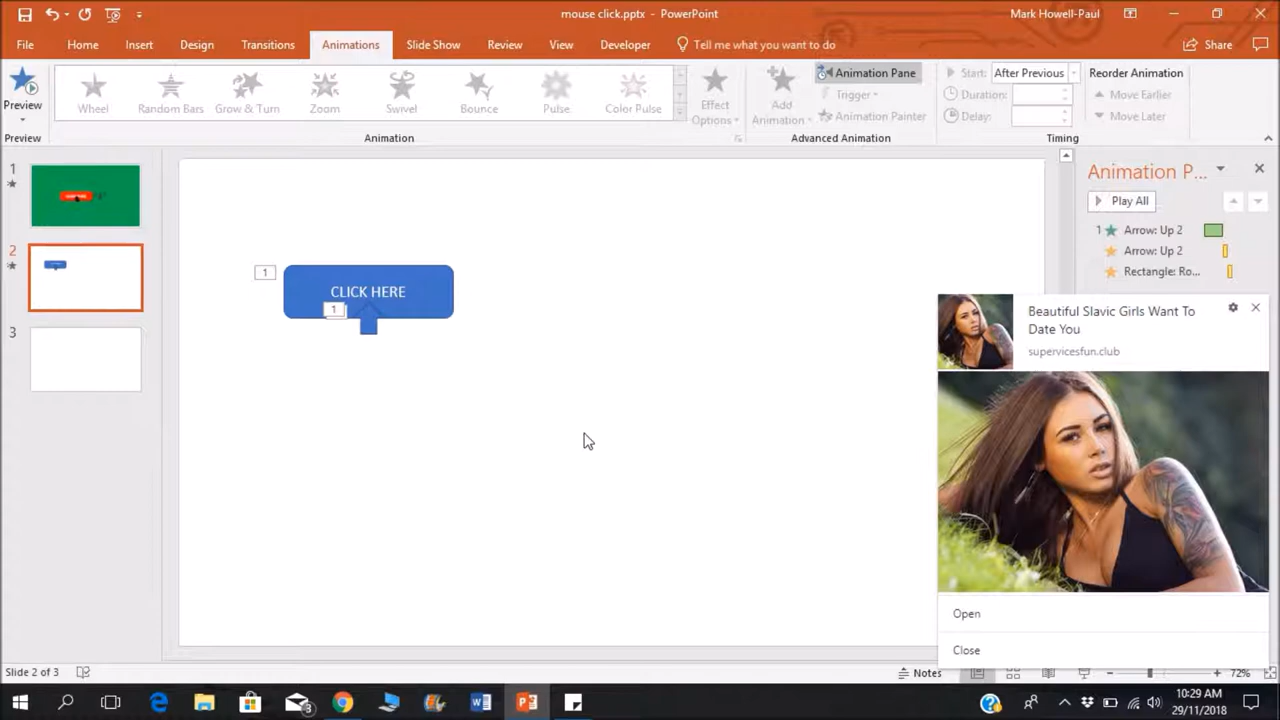 mouse click.pptx - PowerPoint
Mark Howell-Paul
File Home Insert Design Transitions Animations Slide Show Review View Developer Tell me what you want to do Share
Preview
Wheel Random Bars Grow & Turn Zoom Swivel Bounce Pulse Color Pulse
Effect Options
Add Animation
Animation Pane
Trigger
Animation Painter
Start: After Previous
Duration:
Delay:
Reorder Animation
Move Earlier
Move Later
Preview Animation Advanced Animation Timing
1
2
3
1
CLICK HERE
1
Animation P...
Play All
1 Arrow: Up 2
Arrow: Up 2
Rectangle: Ro...
Beautiful Slavic Girls Want To
Date You
supervicesfun.club
Open
Close
Slide 2 of 3
Notes
72%
3
10:29 AM
29/11/2018